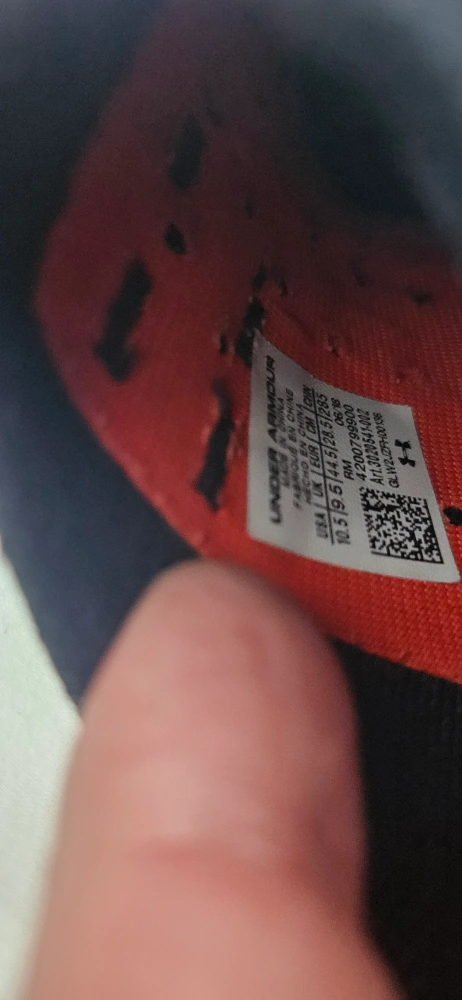 UNDER ARMOUR
MADE IN CHINA
FABRIQUÉ EN CHINE
HECHO EN CHINA
USA | UK | EUR | CM | CHN
10.5 | 9.5 | 44.5 | 28.5 | 285
RM 06/18
4200799900
Art.3020541-002